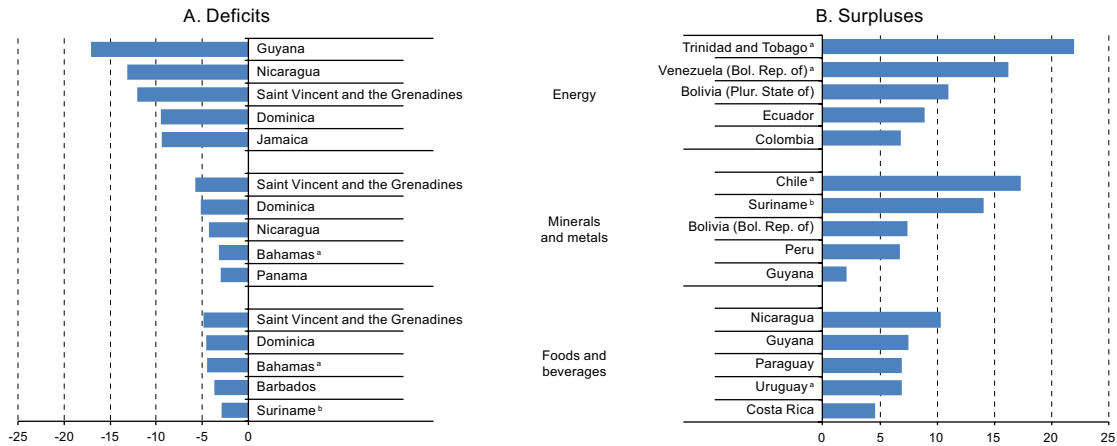 A. Deficits
Guyana
Nicaragua
Saint Vincent and the Grenadines
Dominica
Jamaica
Saint Vincent and the Grenadines
Dominica
Nicaragua
Bahamas ᵃ
Panama
Saint Vincent and the Grenadines
Dominica
Bahamas ᵃ
Barbados
Suriname ᵇ
-25 -20 -15 -10 -5 0
Energy
Minerals
and metals
Foods and
beverages
B. Surpluses
Trinidad and Tobago ᵃ
Venezuela (Bol. Rep. of) ᵃ
Bolivia (Plur. State of)
Ecuador
Colombia
Chile ᵃ
Suriname ᵇ
Bolivia (Bol. Rep. of)
Peru
Guyana
Nicaragua
Guyana
Paraguay
Uruguay ᵃ
Costa Rica
0 5 10 15 20 25